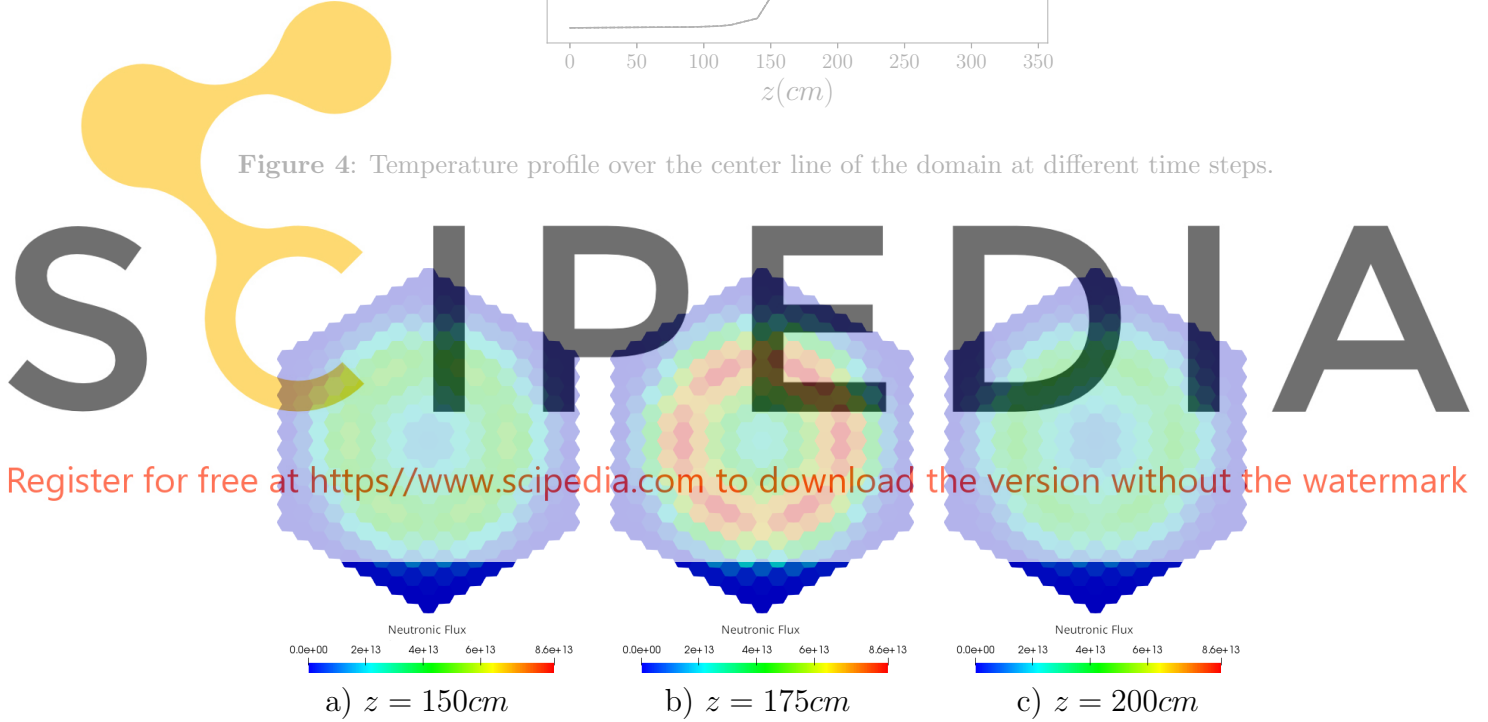 0 50 100 150 200 250 300 350
z(cm)
Figure 4: Temperature profile over the center line of the domain at different time steps.
SCIPEDIA
Register for free at https//www.scipedia.com to download the version without the watermark
Neutronic Flux
0.0e+00 2e+13 4e+13 6e+13 8.6e+13
a) z = 150cm
Neutronic Flux
0.0e+00 2e+13 4e+13 6e+13 8.6e+13
b) z = 175cm
Neutronic Flux
0.0e+00 2e+13 4e+13 6e+13 8.6e+13
c) z = 200cm